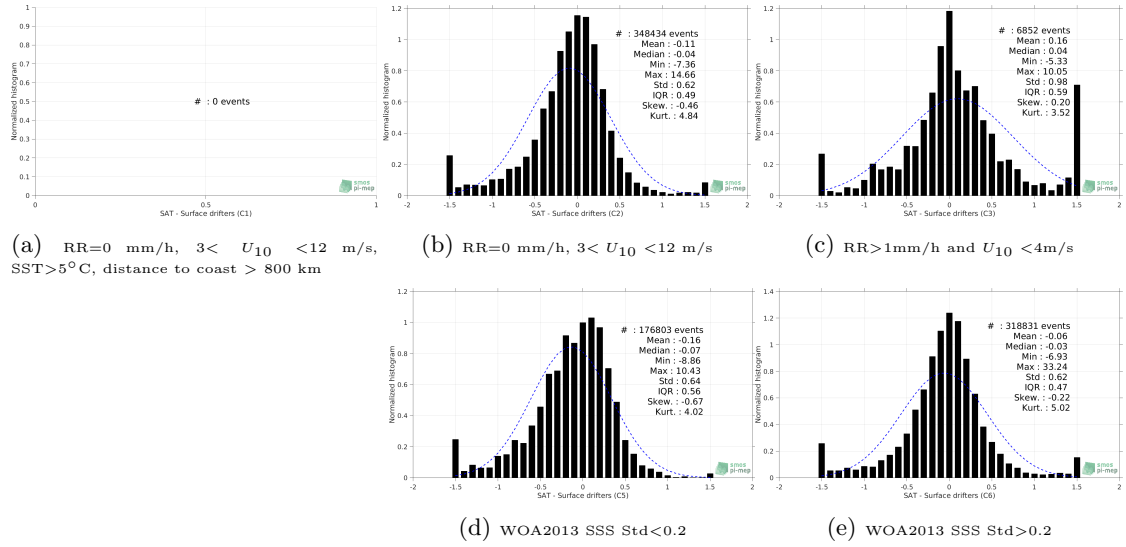 1
0.9
0.8
0.7
0.6
0.5
0.4
0.3
0.2
0.1
0
0
0.5
1
Normalized histogram
# : 0 events
SAT - Surface drifters (C1)
smos
pi-mep
(a) RR=0 mm/h, 3< U10 <12 m/s,
SST>5°C, distance to coast > 800 km
1.2
1
0.8
0.6
0.4
0.2
0
-2
-1.5
-1
-0.5
0
0.5
1
1.5
2
Normalized histogram
# : 348434 events
Mean : -0.11
Median : -0.04
Min : -7.36
Max : 14.66
Std : 0.62
IQR : 0.49
Skew. : -0.46
Kurt. : 4.84
SAT - Surface drifters (C2)
smos
pi-mep
(b) RR=0 mm/h, 3< U10 <12 m/s
1.2
1
0.8
0.6
0.4
0.2
0
-2
-1.5
-1
-0.5
0
0.5
1
1.5
2
Normalized histogram
# : 6852 events
Mean : 0.16
Median : 0.04
Min : -5.33
Max : 10.05
Std : 0.98
IQR : 0.59
Skew. : 0.20
Kurt. : 3.52
SAT - Surface drifters (C3)
smos
pi-mep
(c) RR>1mm/h and U10 <4m/s
1.2
1
0.8
0.6
0.4
0.2
0
-2
-1.5
-1
-0.5
0
0.5
1
1.5
2
Normalized histogram
# : 176803 events
Mean : -0.16
Median : -0.07
Min : -8.86
Max : 10.43
Std : 0.64
IQR : 0.56
Skew. : -0.67
Kurt. : 4.02
SAT - Surface drifters (C5)
smos
pi-mep
(d) WOA2013 SSS Std<0.2
1.4
1.2
1
0.8
0.6
0.4
0.2
0
-2
-1.5
-1
-0.5
0
0.5
1
1.5
2
Normalized histogram
# : 318831 events
Mean : -0.06
Median : -0.03
Min : -6.93
Max : 33.24
Std : 0.62
IQR : 0.47
Skew. : -0.22
Kurt. : 5.02
SAT - Surface drifters (C6)
smos
pi-mep
(e) WOA2013 SSS Std>0.2